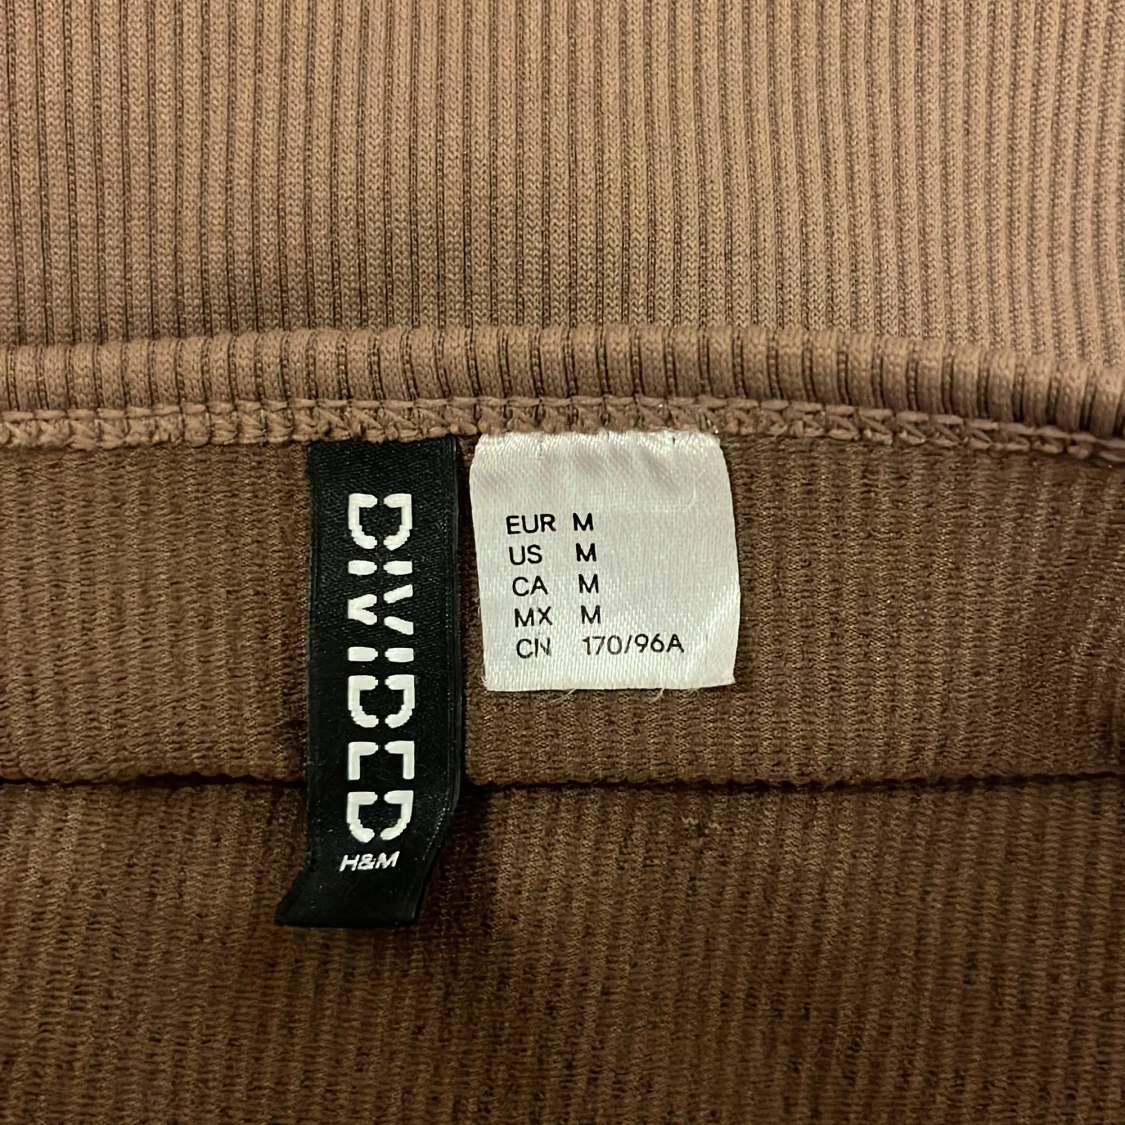 DIVIDED
H&M
EUR M
US M
CA M
MX M
CN 170/96A